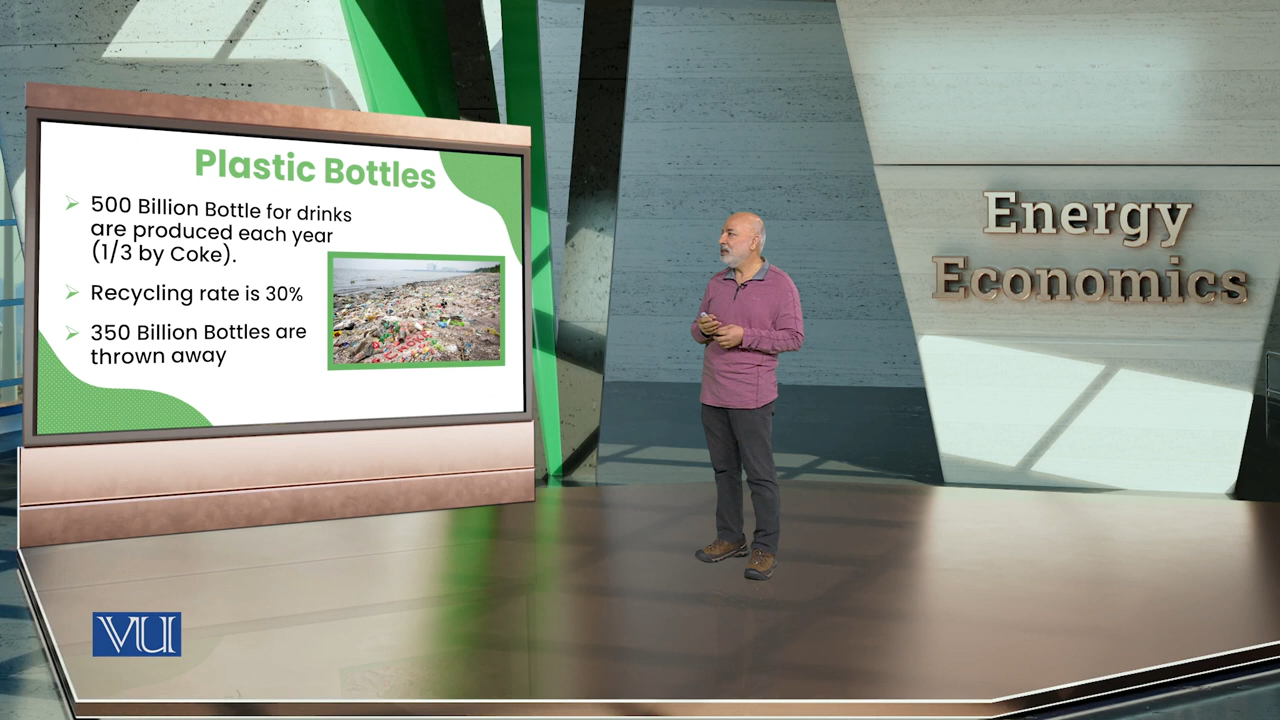 Plastic Bottles
500 Billion Bottle for drinks
are produced each year
(1/3 by Coke).
Recycling rate is 30%
350 Billion Bottles are
thrown away
Energy
Economics
VU